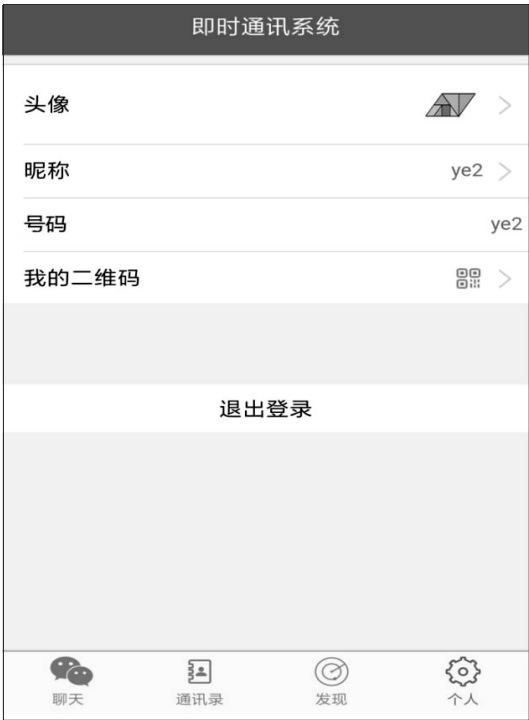 即时通讯系统
头像
昵称 ye2
号码 ye2
我的二维码
退出登录
聊天 通讯录 发现 个人